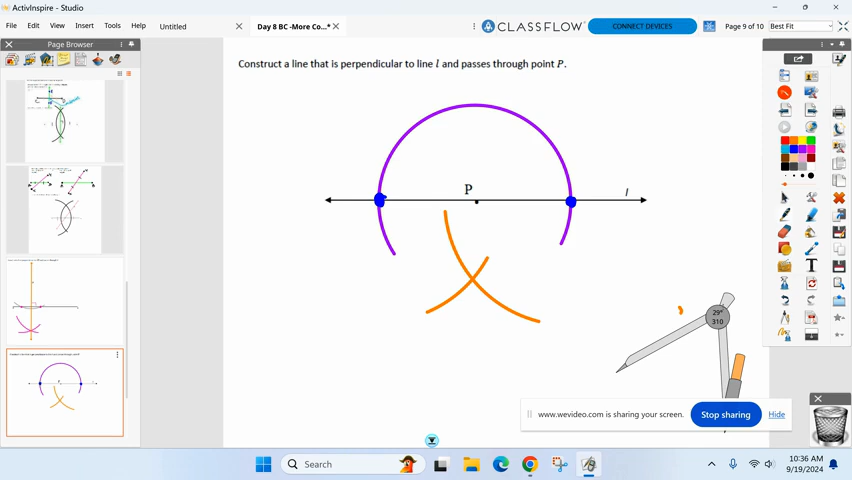 ActivInspire - Studio
File Edit View Insert Tools Help
Untitled
Day 8 BC -More Co...*
CLASSFLOW
CONNECT DEVICES
Page 9 of 10
Best Fit
Page Browser
Construct a line that is perpendicular to line l and passes through point P.
P
l
29°
310
T
www.wevideo.com is sharing your screen.
Stop sharing
Hide
Search
10:36 AM
9/19/2024